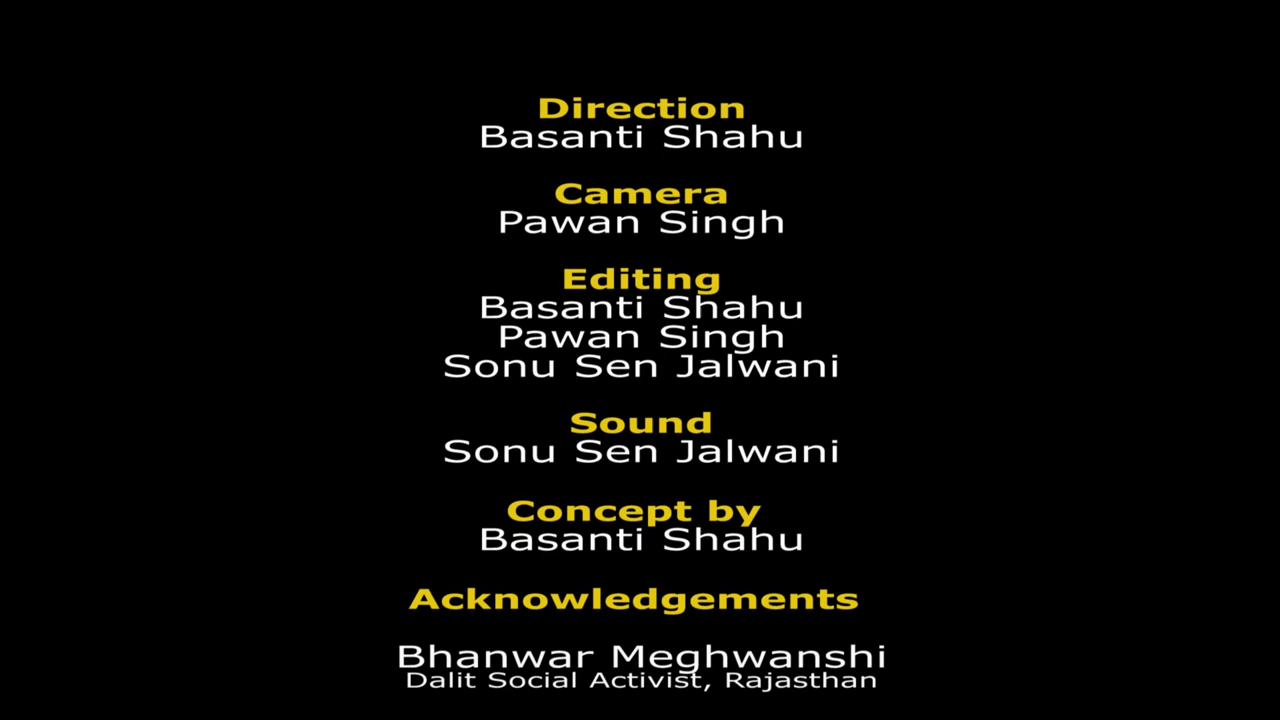 Direction
Basanti Shahu
Camera
Pawan Singh
Editing
Basanti Shahu
Pawan Singh
Sonu Sen Jalwani
Sound
Sonu Sen Jalwani
Concept by
Basanti Shahu
Acknowledgements
Bhanwar Meghwanshi
Dalit Social Activist, Rajasthan